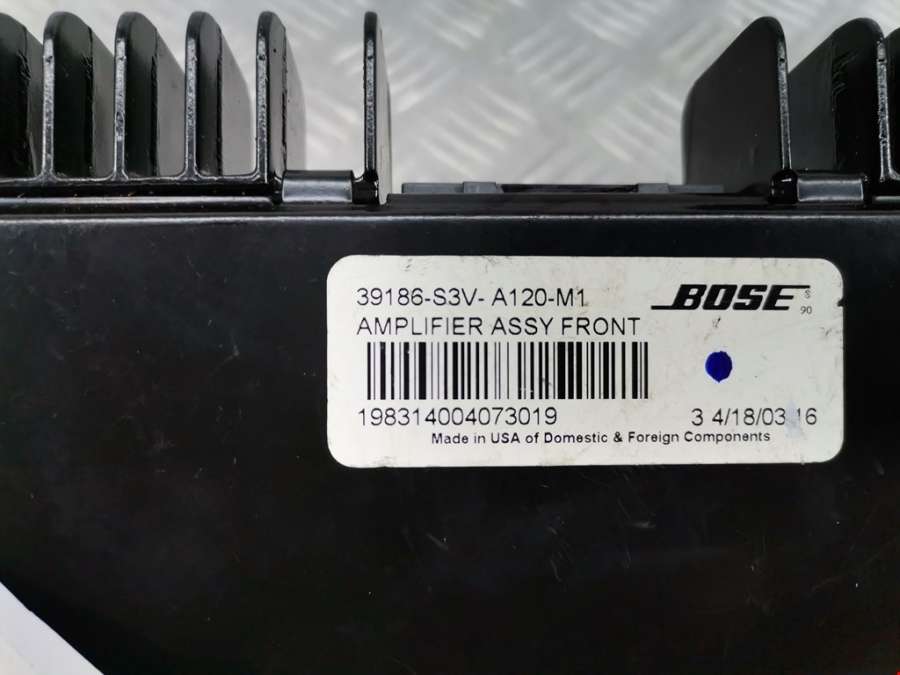 39186-S3V- A120-M1
BOSE
S
90
AMPLIFIER ASSY FRONT
198314004073019
3 4/18/03 16
Made in USA of Domestic & Foreign Components